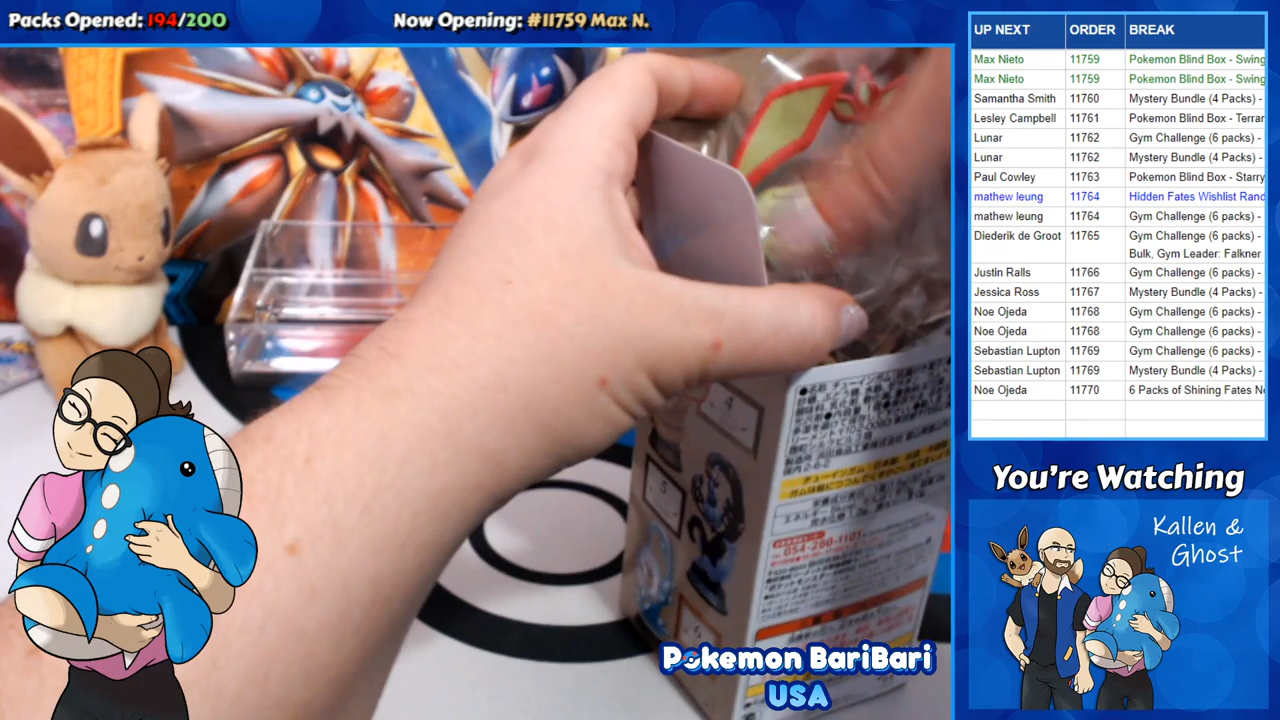 Packs Opened: 194/200
Now Opening: #11759 Max N.
UP NEXT ORDER BREAK
Max Nieto 11759 Pokemon Blind Box - Swing
Max Nieto 11759 Pokemon Blind Box - Swing
Samantha Smith 11760 Mystery Bundle (4 Packs) -
Lesley Campbell 11761 Pokemon Blind Box - Terrar
Lunar 11762 Gym Challenge (6 packs) -
Lunar 11762 Mystery Bundle (4 Packs) -
Paul Cowley 11763 Pokemon Blind Box - Starry
mathew leung 11764 Hidden Fates Wishlist Rand
mathew leung 11764 Gym Challenge (6 packs) -
Diederik de Groot 11765 Gym Challenge (6 packs) -
Bulk, Gym Leader: Falkner
Justin Ralls 11766 Gym Challenge (6 packs) -
Jessica Ross 11767 Mystery Bundle (4 Packs) -
Noe Ojeda 11768 Gym Challenge (6 packs) -
Noe Ojeda 11768 Gym Challenge (6 packs) -
Sebastian Lupton 11769 Gym Challenge (6 packs) -
Sebastian Lupton 11769 Mystery Bundle (4 Packs) -
Noe Ojeda 11770 6 Packs of Shining Fates N
You're Watching
Kallen &
Ghost
4
5
6
054-280-1101
Pokemon BariBari
USA